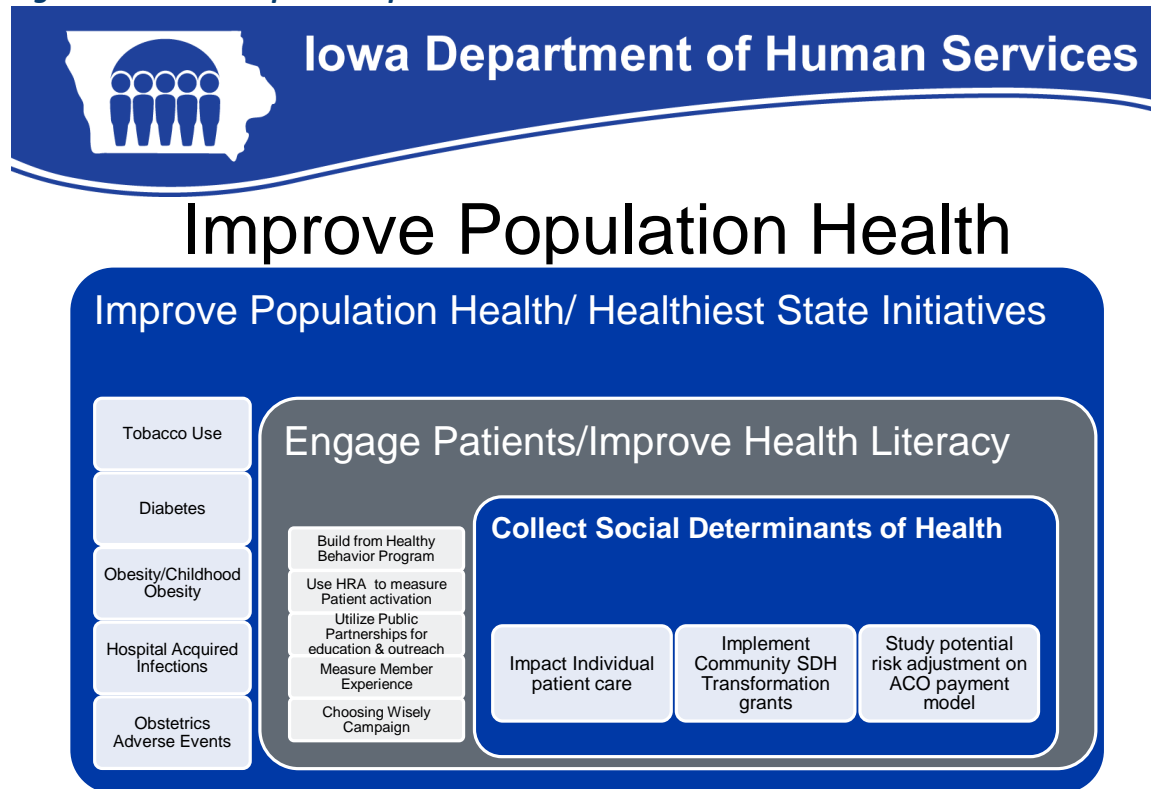 Iowa Department of Human Services
Improve Population Health
Improve Population Health/ Healthiest State Initiatives
Tobacco Use
Diabetes
Obesity/Childhood
Obesity
Hospital Acquired
Infections
Obstetrics
Adverse Events
Engage Patients/Improve Health Literacy
Build from Healthy
Behavior Program
Use HRA to measure
Patient activation
Utilize Public
Partnerships for
education & outreach
Measure Member
Experience
Choosing Wisely
Campaign
Collect Social Determinants of Health
Impact Individual
patient care
Implement
Community SDH
Transformation
grants
Study potential
risk adjustment on
ACO payment
model